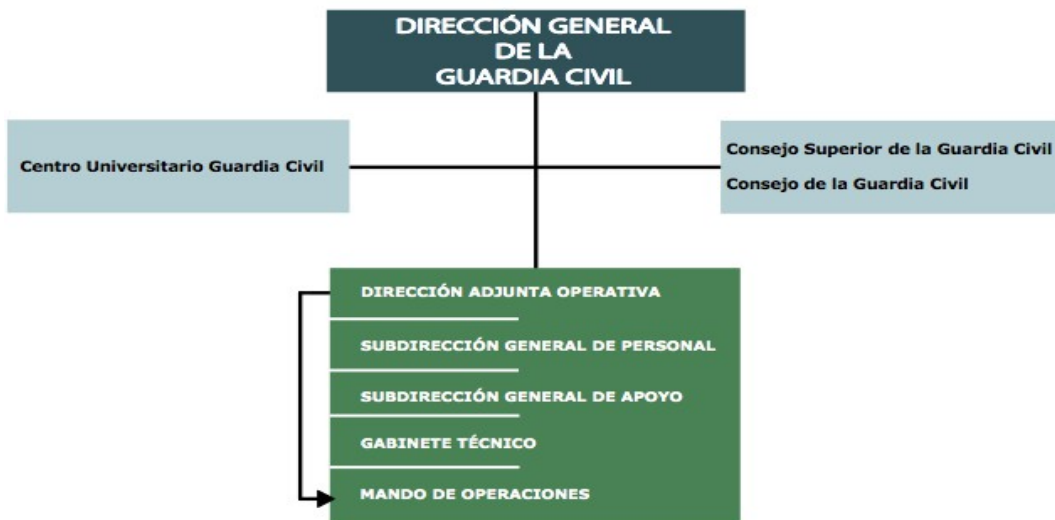 DIRECCIÓN GENERAL
DE LA
GUARDIA CIVIL
Centro Universitario Guardia Civil
Consejo Superior de la Guardia Civil
Consejo de la Guardia Civil
DIRECCIÓN ADJUNTA OPERATIVA
SUBDIRECCIÓN GENERAL DE PERSONAL
SUBDIRECCIÓN GENERAL DE APOYO
GABINETE TÉCNICO
MANDO DE OPERACIONES